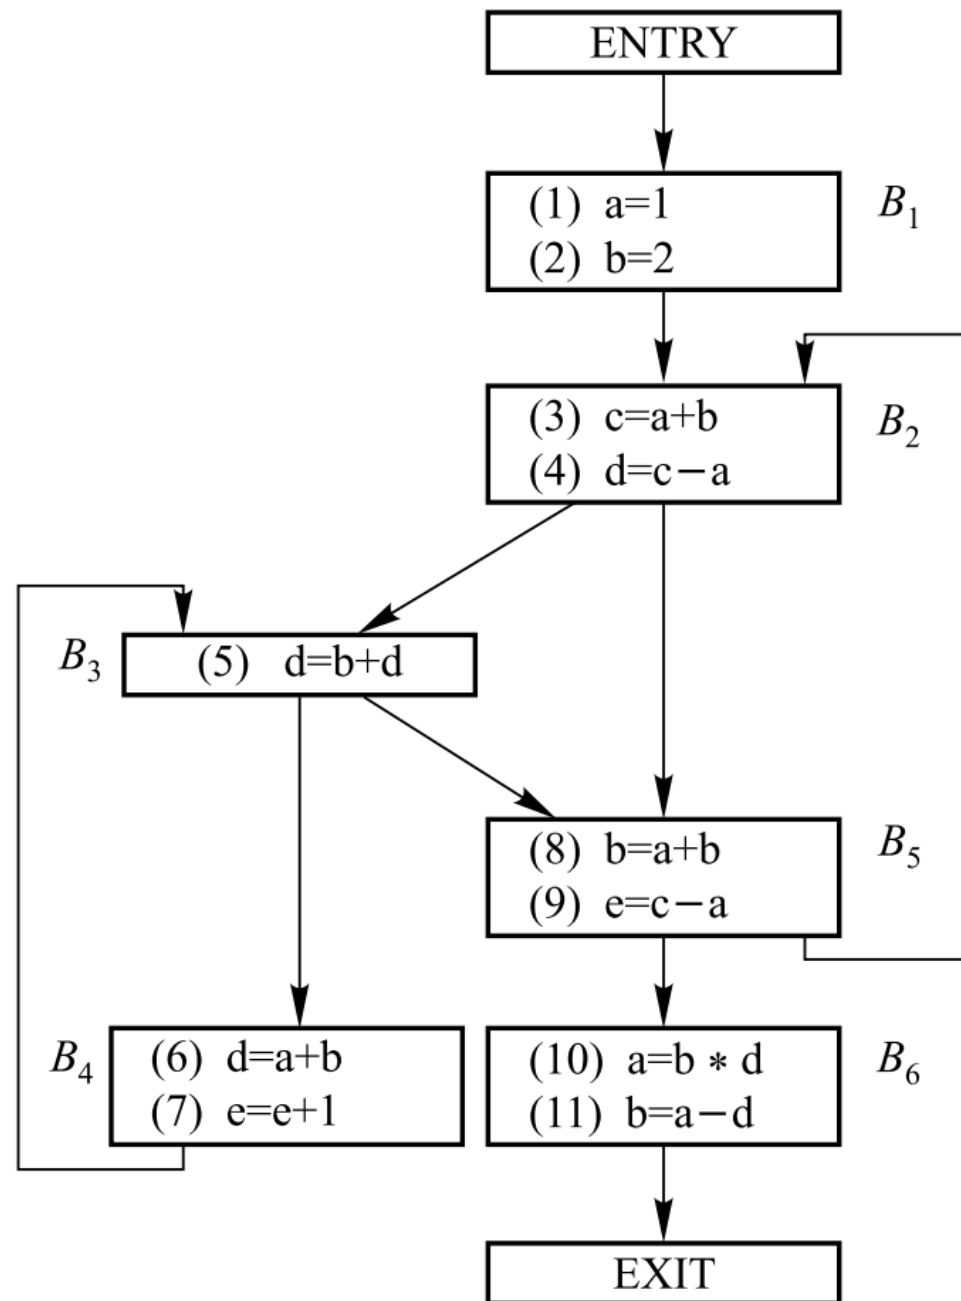 ENTRY
(1) a=1
(2) b=2
B1
(3) c=a+b
(4) d=c−a
B2
B3
(5) d=b+d
(8) b=a+b
(9) e=c−a
B5
B4
(6) d=a+b
(7) e=e+1
(10) a=b * d
(11) b=a−d
B6
EXIT